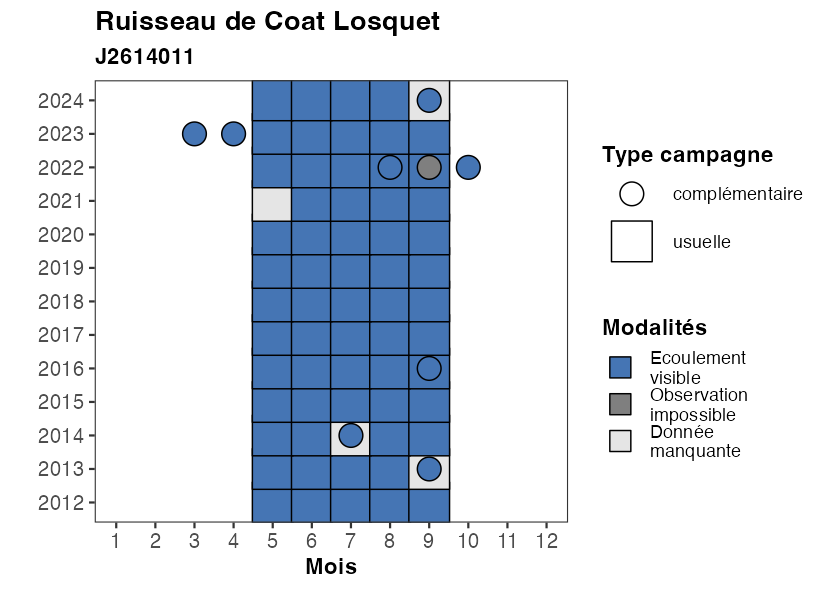 Ruisseau de Coat Losquet
J2614011
2024
2023
2022
2021
2020
2019
2018
2017
2016
2015
2014
2013
2012
1 2 3 4 5 6 7 8 9 10 11 12
Mois
Type campagne
complémentaire
usuelle
Modalités
Ecoulement
visible
Observation
impossible
Donnée
manquante